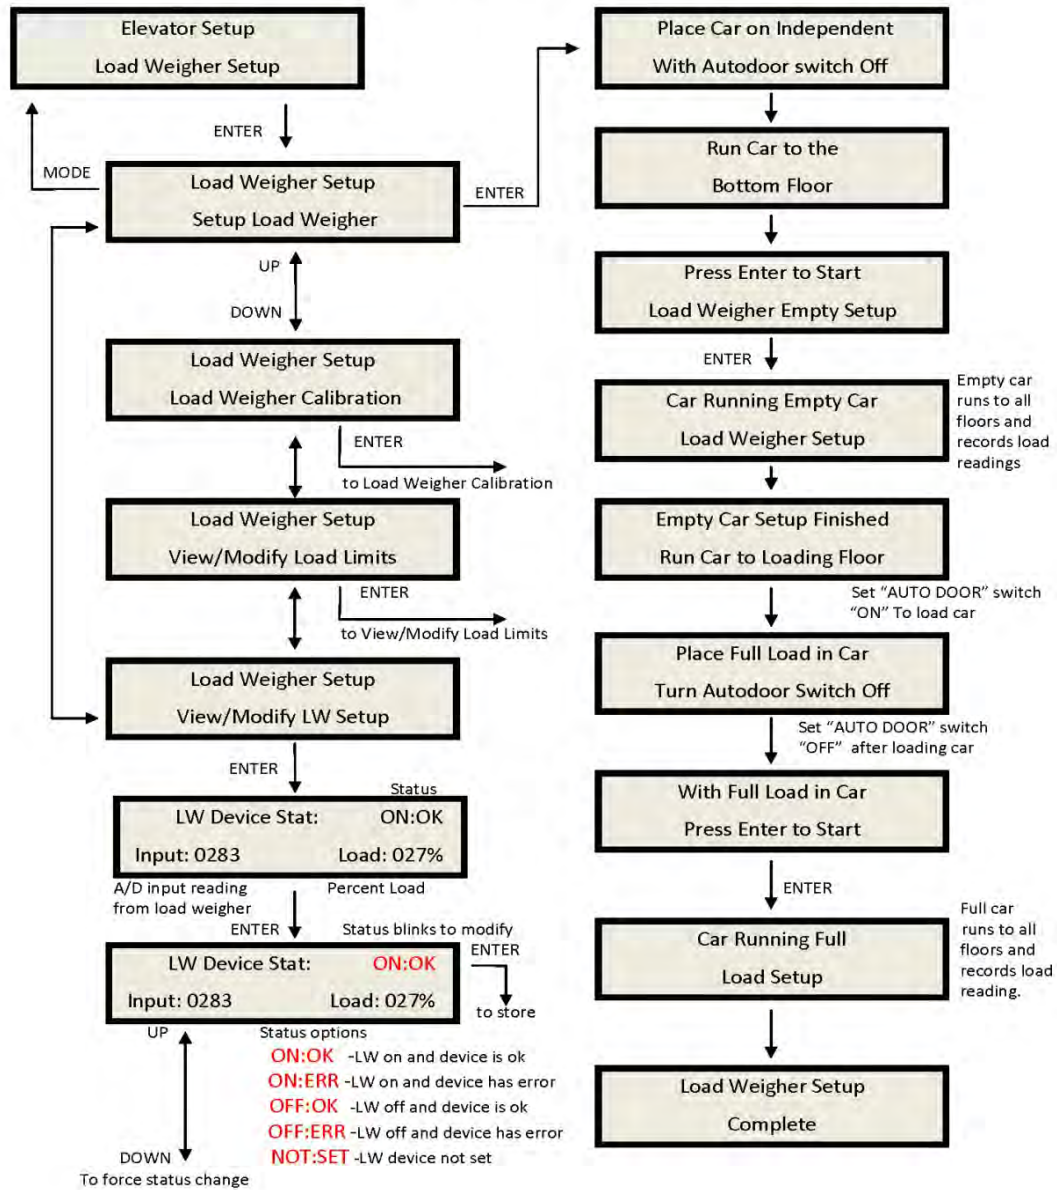 Elevator Setup
Load Weigher Setup
ENTER
MODE
Load Weigher Setup
Setup Load Weigher
ENTER
UP
DOWN
Load Weigher Setup
Load Weigher Calibration
ENTER
to Load Weigher Calibration
Load Weigher Setup
View/Modify Load Limits
ENTER
to View/Modify Load Limits
Load Weigher Setup
View/Modify LW Setup
ENTER
Status
LW Device Stat: ON:OK
Input: 0283 Load: 027%
A/D input reading
from load weigher
Percent Load
ENTER
Status blinks to modify
LW Device Stat: ON:OK
Input: 0283 Load: 027%
ENTER
to store
UP
Status options
ON:OK -LW on and device is ok
ON:ERR -LW on and device has error
OFF:OK -LW off and device is ok
OFF:ERR -LW off and device has error
NOT:SET -LW device not set
DOWN
To force status change
Place Car on Independent
With Autodoor switch Off
Run Car to the
Bottom Floor
Press Enter to Start
Load Weigher Empty Setup
ENTER
Car Running Empty Car
Load Weigher Setup
Empty car
runs to all
floors and
records load
readings
Empty Car Setup Finished
Run Car to Loading Floor
Set “AUTO DOOR” switch
“ON” To load car
Place Full Load in Car
Turn Autodoor Switch Off
Set “AUTO DOOR” switch
“OFF” after loading car
With Full Load in Car
Press Enter to Start
ENTER
Car Running Full
Load Setup
Full car
runs to all
floors and
records load
reading.
Load Weigher Setup
Complete